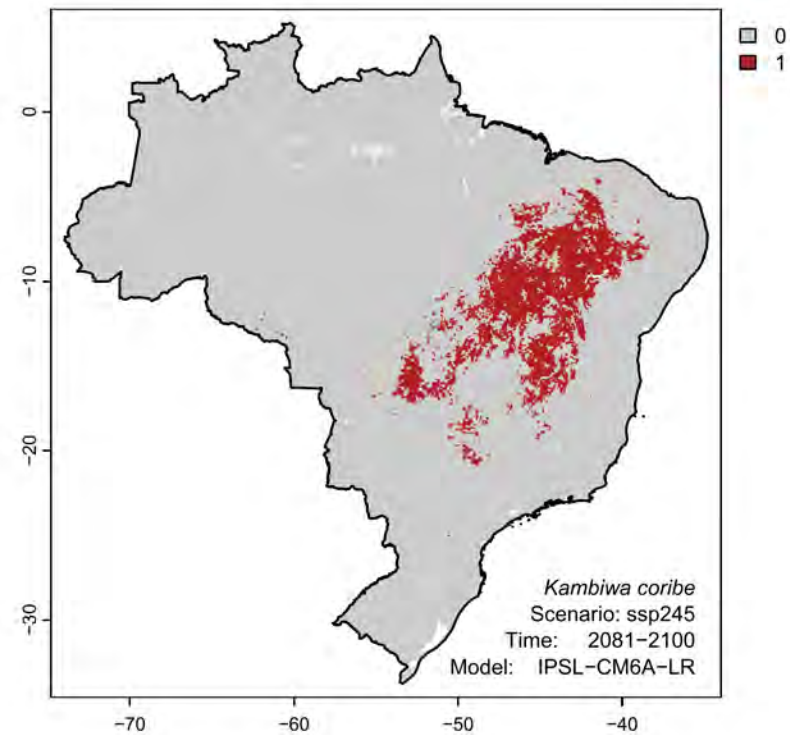 0
1
0
−10
−20
−30
Kambiwa coribe
Scenario: ssp245
Time: 2081−2100
Model: IPSL−CM6A−LR
−70
−60
−50
−40